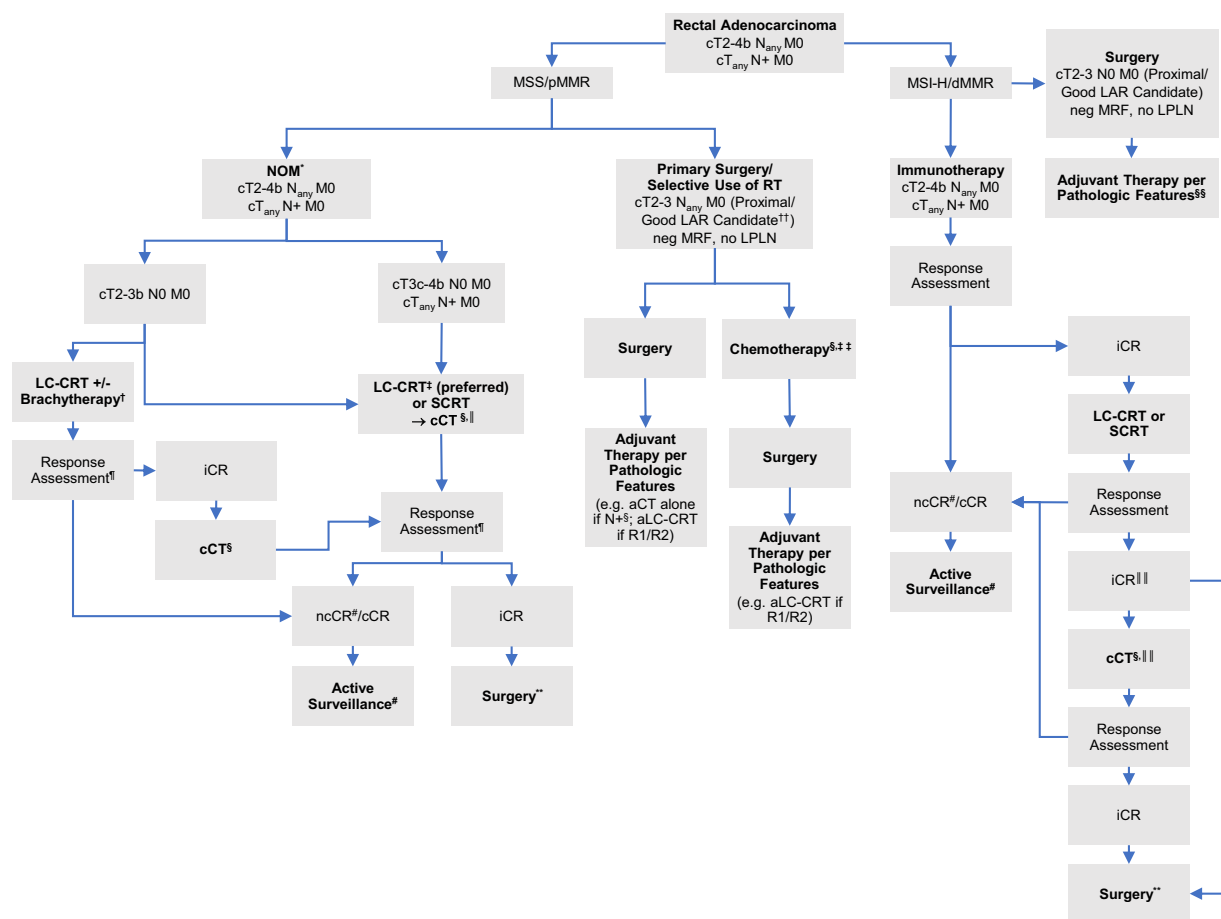 Rectal Adenocarcinoma
cT2-4b Nany M0
cTany N+ M0
MSS/pMMR
MSI-H/dMMR
Surgery
cT2-3 N0 M0 (Proximal/
Good LAR Candidate)
neg MRF, no LPLN
Adjuvant Therapy per
Pathologic Features§§
NOM*
cT2-4b Nany M0
cTany N+ M0
Primary Surgery/
Selective Use of RT
cT2-3 Nany M0 (Proximal/
Good LAR Candidate††)
neg MRF, no LPLN
Immunotherapy
cT2-4b Nany M0
cTany N+ M0
cT2-3b N0 M0
cT3c-4b N0 M0
cTany N+ M0
Response
Assessment
LC-CRT +/-
Brachytherapy†
LC-CRT‡ (preferred)
or SCRT
→ cCT §,‖
Surgery
Chemotherapy§,‡ ‡
iCR
LC-CRT or
SCRT
Response
Assessment¶
iCR
cCT§
Response
Assessment¶
Adjuvant
Therapy per
Pathologic
Features
(e.g. aCT alone
if N+§; aLC-CRT
if R1/R2)
Surgery
Adjuvant
Therapy per
Pathologic
Features
(e.g. aLC-CRT if
R1/R2)
ncCR#/cCR
Response
Assessment
Active
Surveillance#
iCR‖ ‖
ncCR#/cCR
iCR
Active
Surveillance#
Surgery**
cCT§,‖ ‖
Response
Assessment
iCR
Surgery**